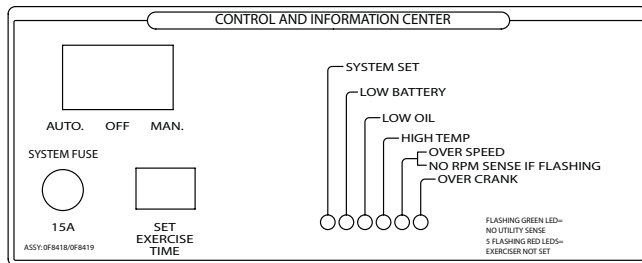 CONTROL AND INFORMATION CENTER
AUTO. OFF MAN.
SYSTEM FUSE
15A
SET
EXERCISE
TIME
ASSY: 0F8418/0F8419
SYSTEM SET
LOW BATTERY
LOW OIL
HIGH TEMP
OVER SPEED
NO RPM SENSE IF FLASHING
OVER CRANK
FLASHING GREEN LED=
NO UTILITY SENSE
5 FLASHING RED LEDS=
EXERCISER NOT SET